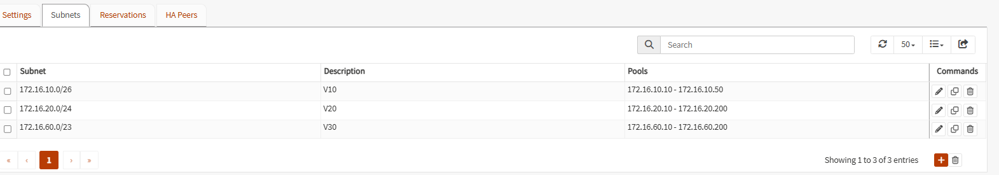 Settings Subnets Reservations HA Peers
Search 50
Subnet Description Pools Commands
172.16.10.0/26 V10 172.16.10.10 - 172.16.10.50
172.16.20.0/24 V20 172.16.20.10 - 172.16.20.200
172.16.60.0/23 V30 172.16.60.10 - 172.16.60.200
« ‹ 1 › » Showing 1 to 3 of 3 entries